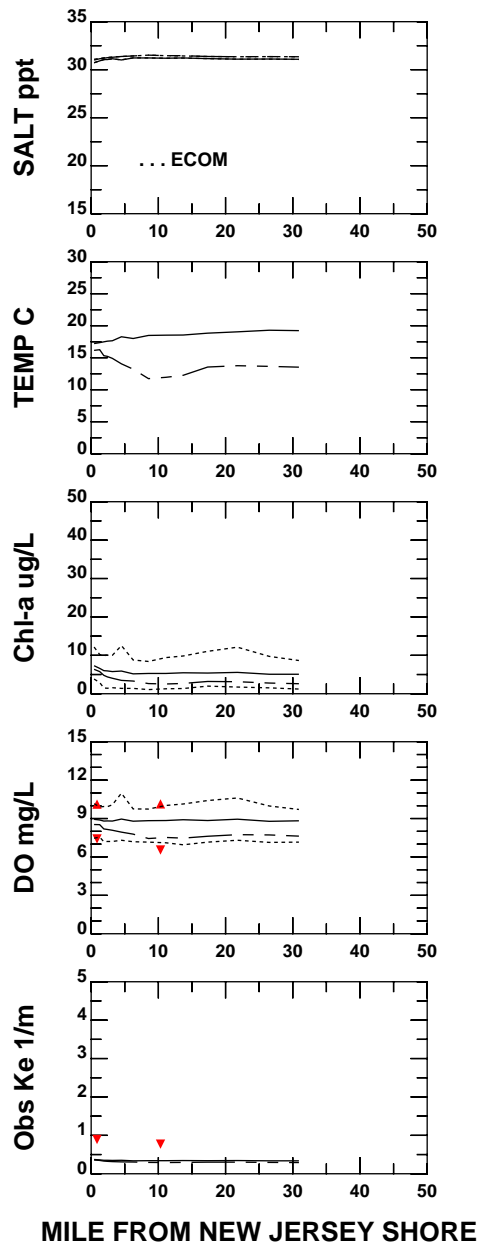 SALT ppt
35
30
25
20
15
. . . ECOM
0 10 20 30 40 50
TEMP C
30
25
20
15
10
5
0
0 10 20 30 40 50
Chl-a ug/L
50
40
30
20
10
0
0 10 20 30 40 50
DO mg/L
15
12
9
6
3
0
0 10 20 30 40 50
Obs Ke 1/m
5
4
3
2
1
0
0 10 20 30 40 50
MILE FROM NEW JERSEY SHORE